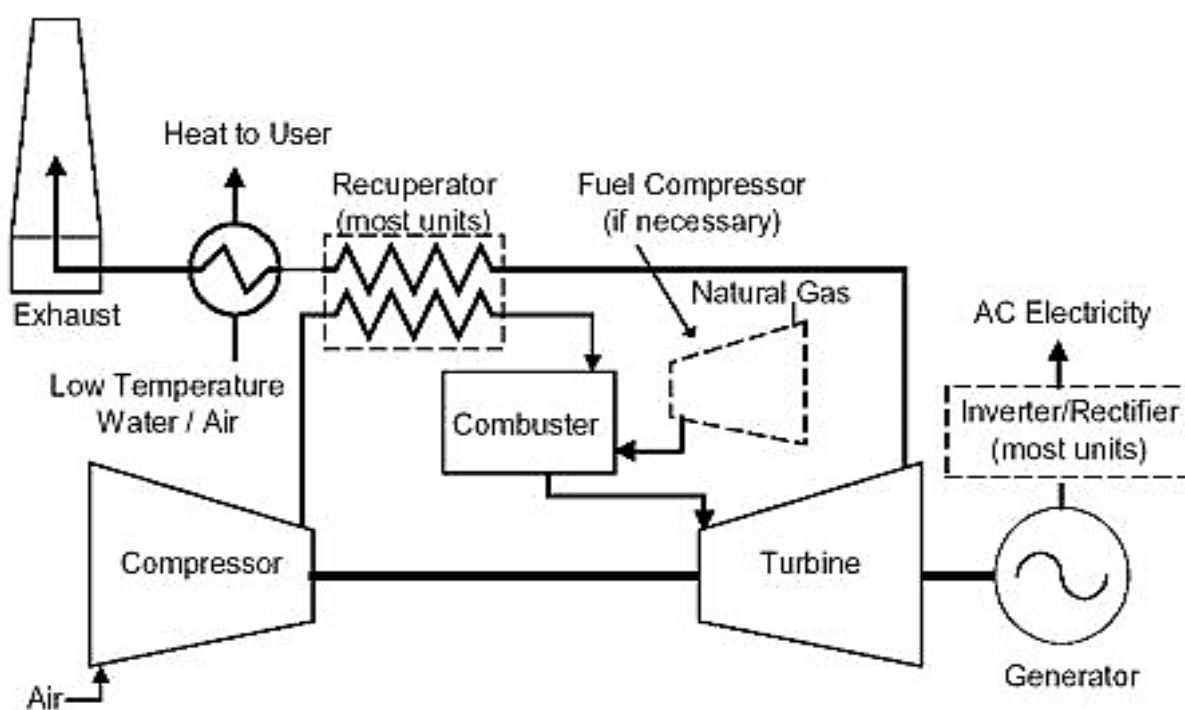 Heat to User
Recuperator
(most units)
Fuel Compressor
(if necessary)
Natural Gas
Exhaust
AC Electricity
Low Temperature
Water / Air
Combuster
Inverter/Rectifier
(most units)
Compressor
Turbine
Generator
Air